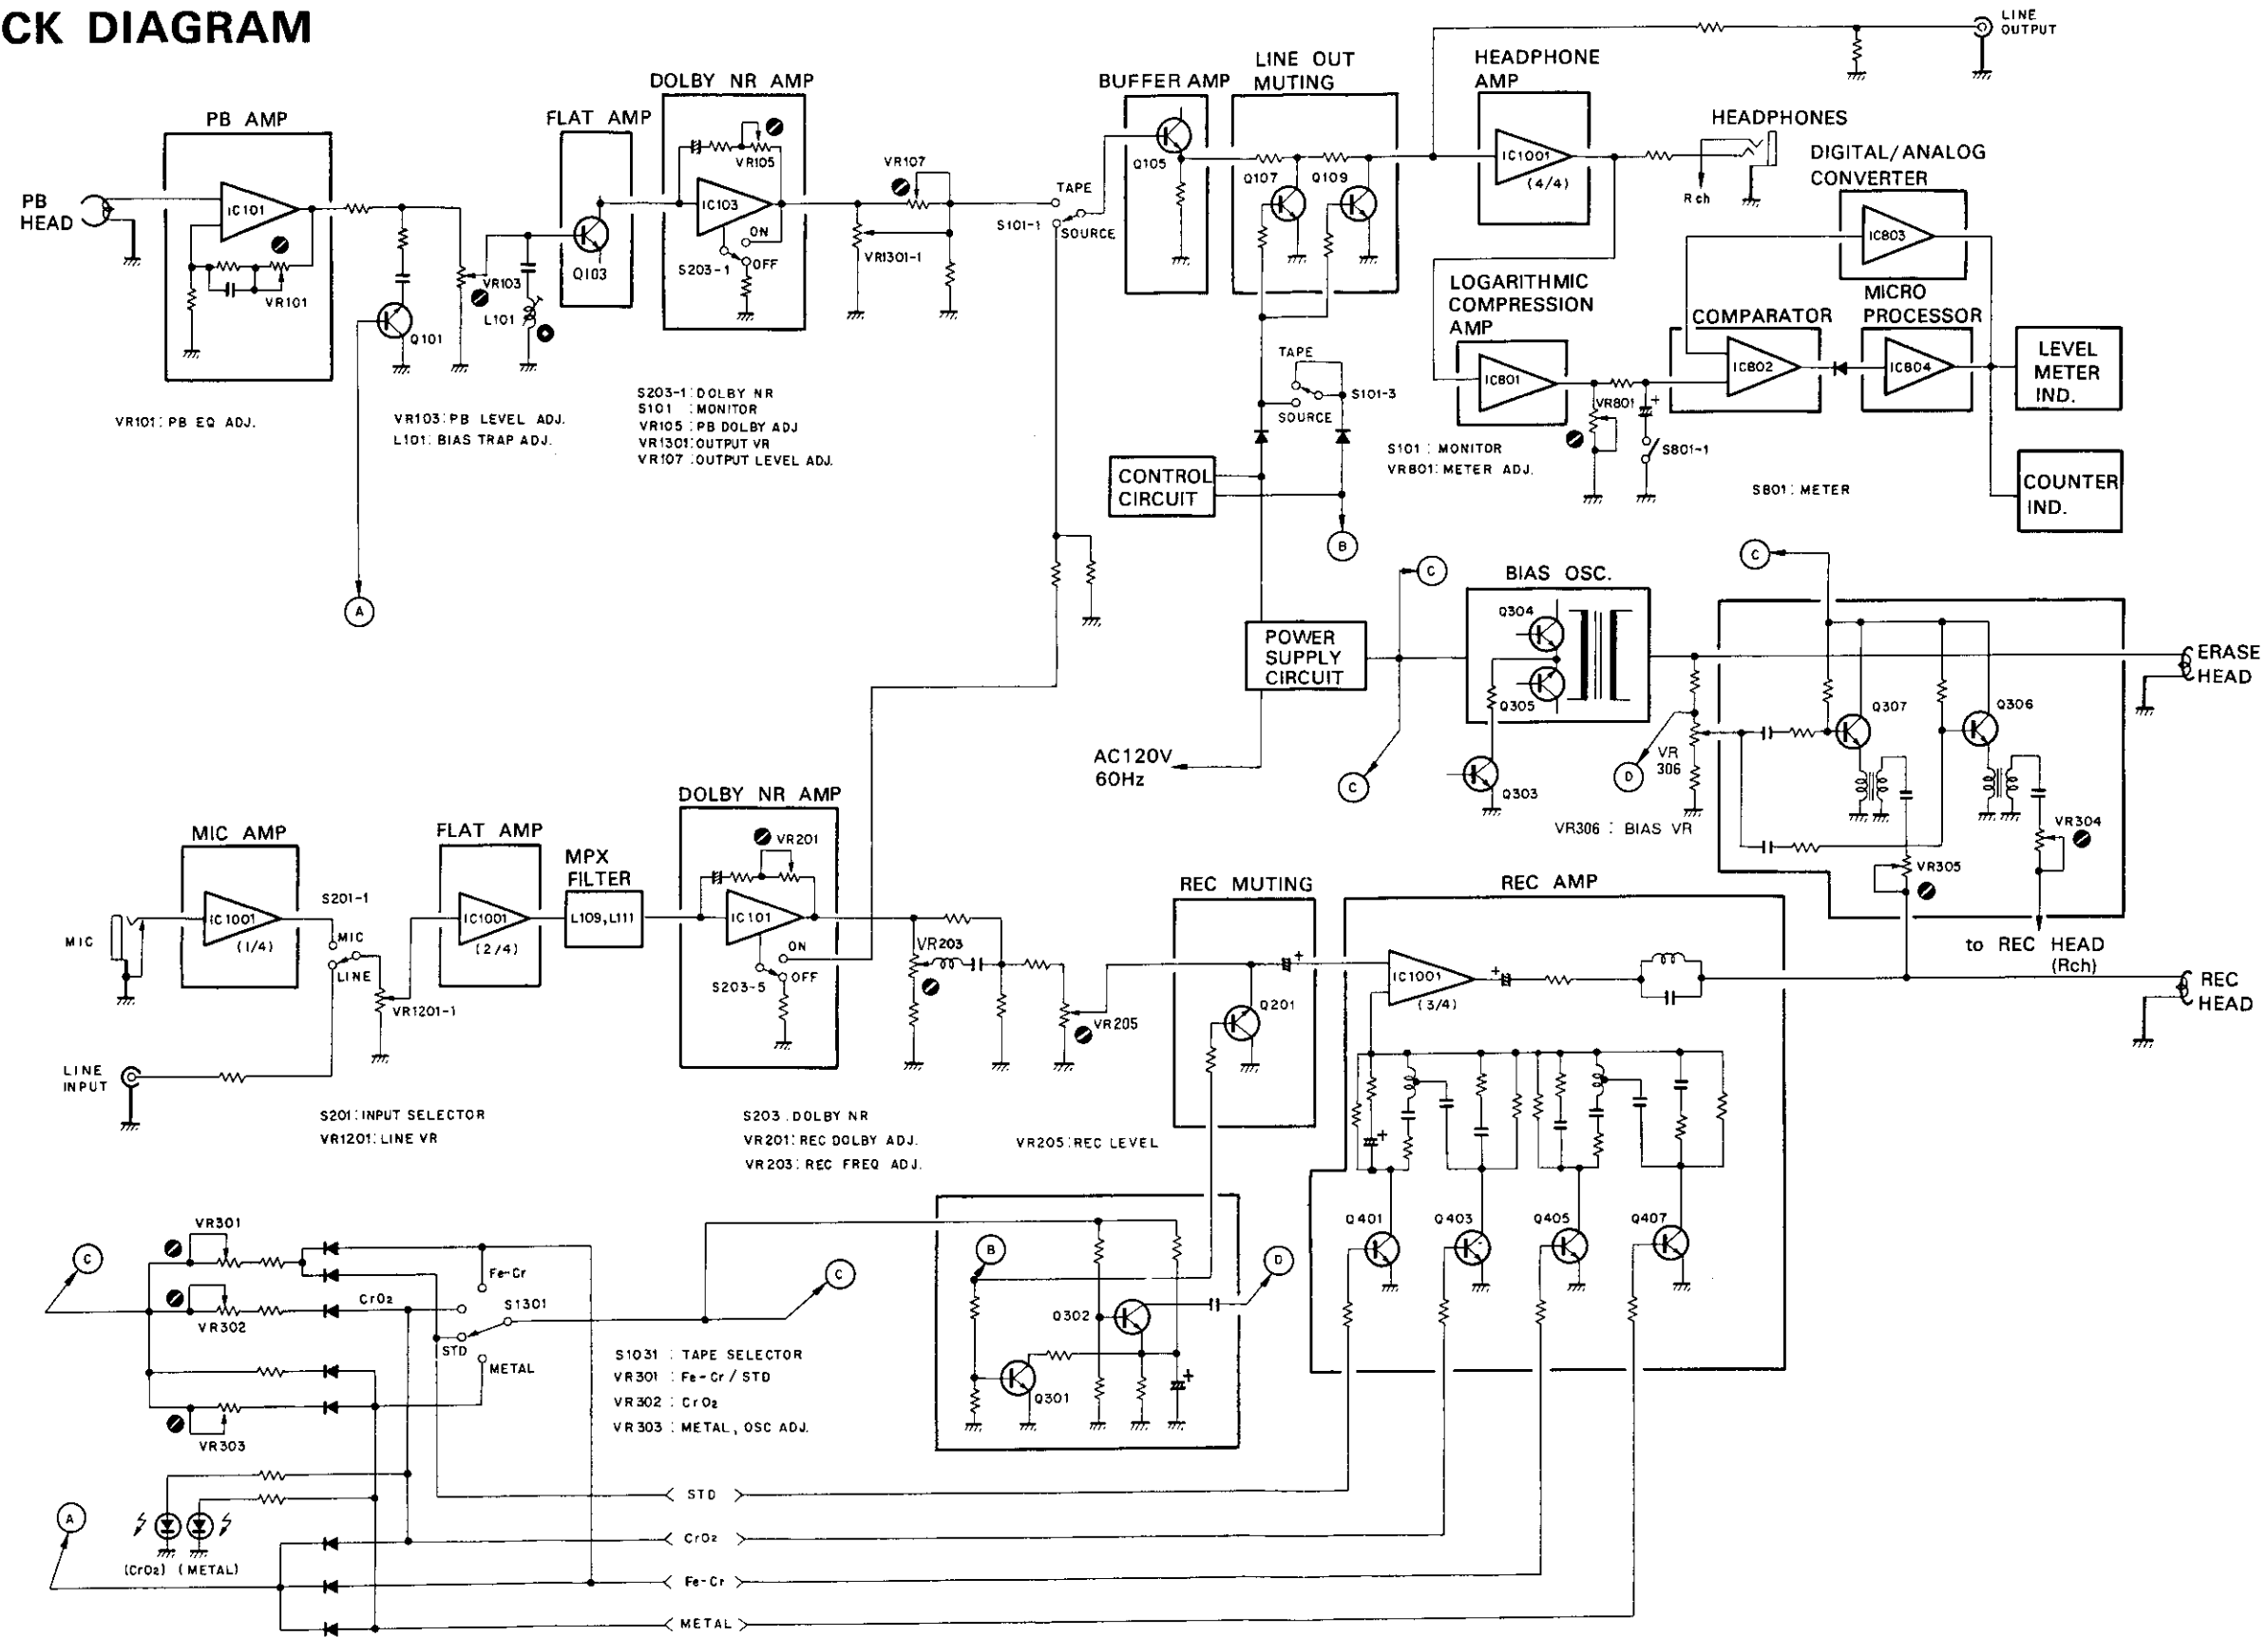 CK DIAGRAM
LINE
OUTPUT
PB AMP
FLAT AMP
DOLBY NR AMP
BUFFER AMP
LINE OUT
MUTING
HEADPHONE
AMP
HEADPHONES
PB
HEAD
IC101
VR101
Q101
VR103
L101
Q103
VR105
IC103
ON
OFF
S203-1
VR107
VR1301-1
TAPE
S101-1
SOURCE
Q105
Q107
Q109
IC1001
(4/4)
Rch
DIGITAL/ANALOG
CONVERTER
IC803
LOGARITHMIC
COMPRESSION
AMP
IC801
COMPARATOR
IC802
MICRO
PROCESSOR
IC804
LEVEL
METER
IND.
COUNTER
IND.
VR101: PB EQ ADJ.
VR103: PB LEVEL ADJ.
L101: BIAS TRAP ADJ.
S203-1: DOLBY NR
S101 : MONITOR
VR105 : PB DOLBY ADJ
VR1301: OUTPUT VR
VR107 : OUTPUT LEVEL ADJ.
TAPE
S101-3
SOURCE
CONTROL
CIRCUIT
VR801
+
S801-1
S101 : MONITOR
VR801: METER ADJ.
S801: METER
A
B
C
C
C
BIAS OSC.
Q304
Q305
Q303
POWER
SUPPLY
CIRCUIT
AC120V
60Hz
D
VR
306
VR306 : BIAS VR
Q307
Q306
VR305
VR304
ERASE
HEAD
to REC HEAD
(Rch)
REC
HEAD
MIC AMP
IC1001
(1/4)
MIC
S201-1
MIC
LINE
VR1201-1
LINE
INPUT
FLAT AMP
IC1001
(2/4)
MPX
FILTER
L109, L111
DOLBY NR AMP
VR201
IC101
ON
OFF
S203-5
VR203
VR205
REC MUTING
+
Q201
REC AMP
IC1001
(3/4)
+
+
S201: INPUT SELECTOR
VR1201: LINE VR
S203 : DOLBY NR
VR201: REC DOLBY ADJ.
VR203: REC FREQ ADJ.
VR205: REC LEVEL
Q401
Q403
Q405
Q407
C
VR301
VR302
VR303
Fe-Cr
CrO2
S1301
STD
METAL
C
B
D
Q302
Q301
+
S1031 : TAPE SELECTOR
VR301 : Fe-Cr / STD
VR302 : CrO2
VR303 : METAL, OSC ADJ.
A
(CrO2) (METAL)
STD
CrO2
Fe-Cr
METAL